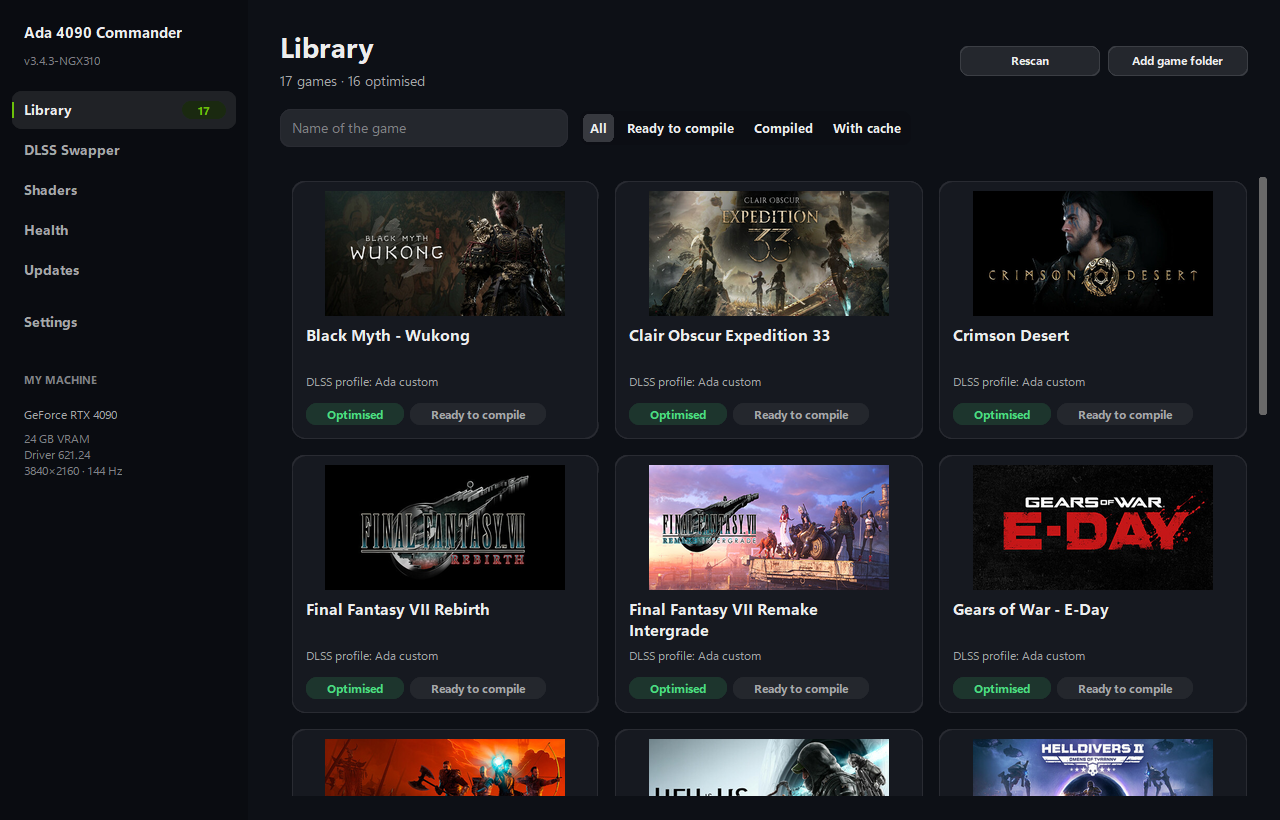 Ada 4090 Commander
v3.4.3-NGX310
Library
17
DLSS Swapper
Shaders
Health
Updates
Settings
MY MACHINE
GeForce RTX 4090
24 GB VRAM
Driver 621.24
3840×2160 · 144 Hz
Library
17 games · 16 optimised
Rescan
Add game folder
Name of the game
All
Ready to compile
Compiled
With cache
BLACK MYTH
WUKONG
CLAIR OBSCUR
EXPEDITION
33
CRIMSON DESERT
Black Myth - Wukong
Clair Obscur Expedition 33
Crimson Desert
DLSS profile: Ada custom
DLSS profile: Ada custom
DLSS profile: Ada custom
Optimised
Ready to compile
Optimised
Ready to compile
Optimised
Ready to compile
FINAL FANTASY VII
REBIRTH
FINAL FANTASY VII
REMAKE INTERGRADE
GEARS OF WAR
E-DAY
Final Fantasy VII Rebirth
Final Fantasy VII Remake
Intergrade
Gears of War - E-Day
DLSS profile: Ada custom
DLSS profile: Ada custom
DLSS profile: Ada custom
Optimised
Ready to compile
Optimised
Ready to compile
Optimised
Ready to compile
HELLDIVERS II
OMENS OF TYRANNY